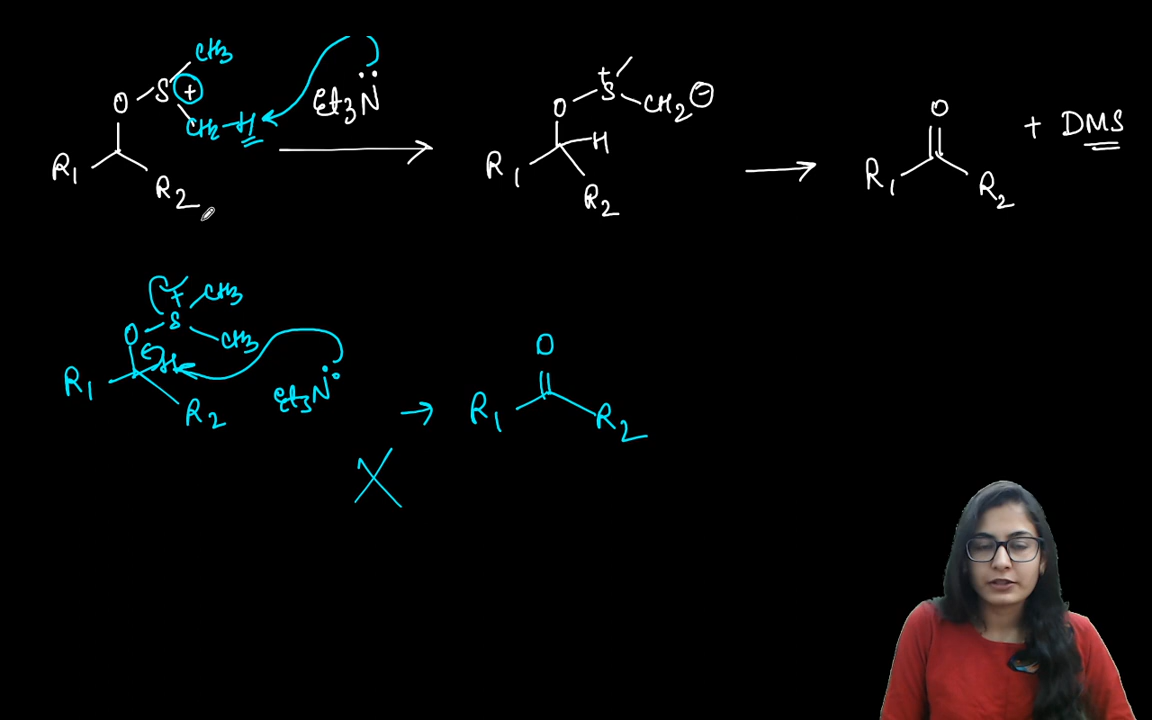 CH3
O S +
CH2-H
Et3N
R1
R2
O S +
CH2 ⊖
H
R1
R2
O
R1
R2
+ DMS
+
CH3
O S
CH3
H
R1
R2
Et3N
O
R1
R2